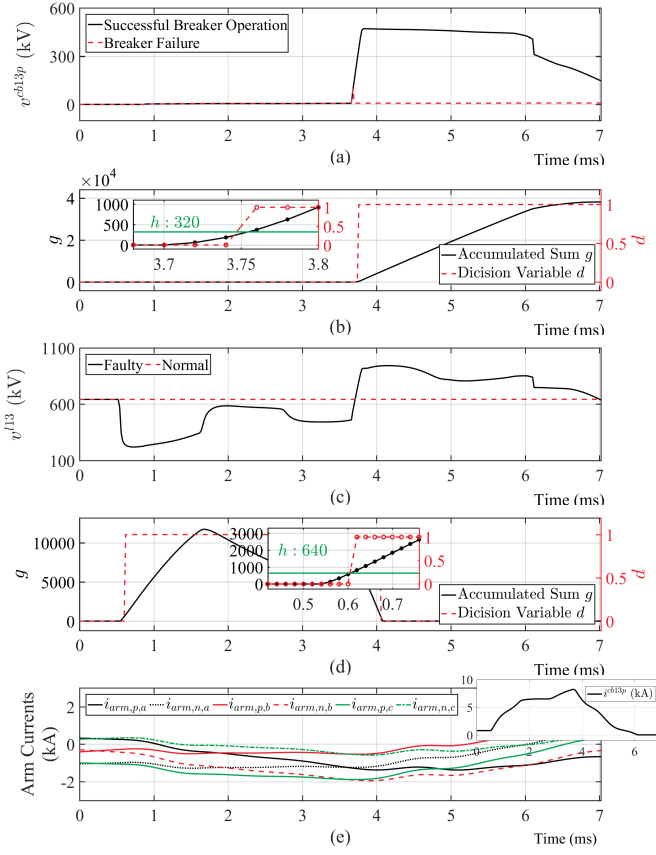 600
300
0
v^{cb13p} (kV)
Successful Breaker Operation
Breaker Failure
0 1 2 3 4 5 6 7
(a)
Time (ms)
×10^4
4
2
0
g
1000
500
0
h : 320
1
0.5
0
3.7 3.75 3.8
1
0.5
0
d
Accumulated Sum g
Dicision Variable d
0 1 2 3 4 5 6 7
(b)
Time (ms)
1100
600
100
v^{l13} (kV)
Faulty Normal
0 1 2 3 4 5 6 7
(c)
Time (ms)
10000
5000
0
g
3000
2000
1000
0
h : 640
1
0.5
0
0.5 0.6 0.7
1
0.5
0
d
Accumulated Sum g
Dicision Variable d
0 1 2 3 4 5 6 7
(d)
Time (ms)
Arm Currents
(kA)
2
0
-2
i_{arm,p,a} i_{arm,n,a} i_{arm,p,b} i_{arm,n,b} i_{arm,p,c} i_{arm,n,c}
10
5
0
i^{cb13p} (kA)
0 2 4 6
0 1 2 3 4 5 6 7
(e)
Time (ms)